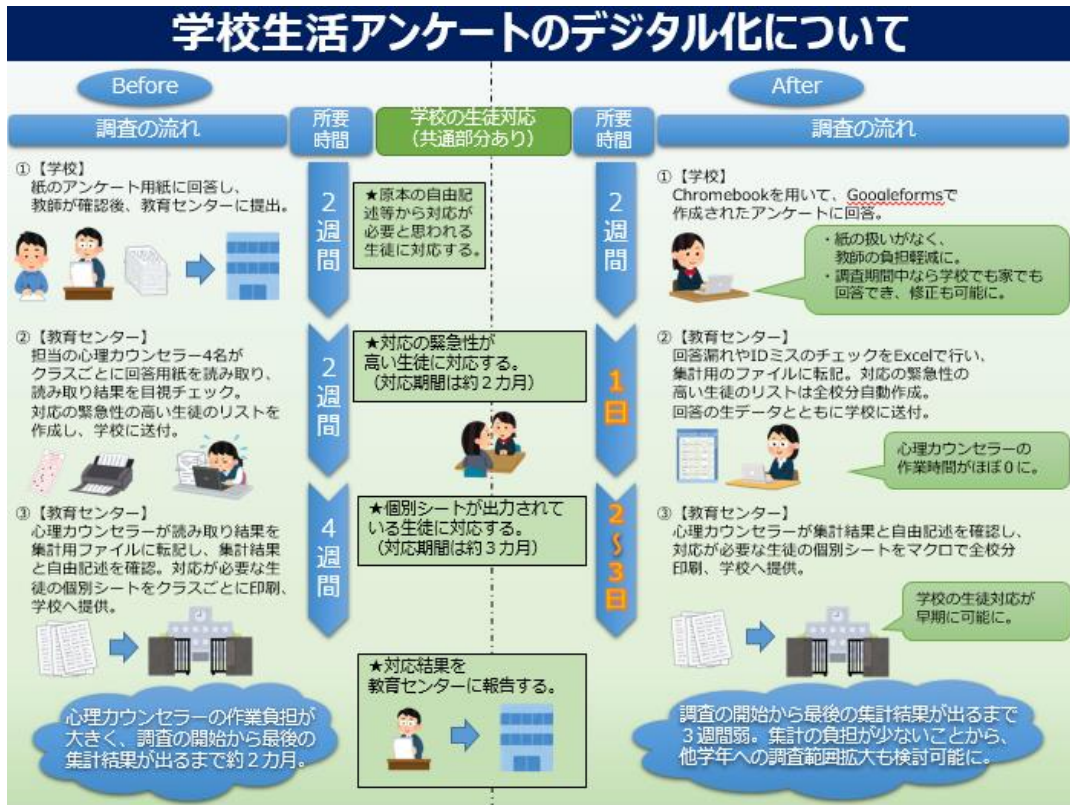 学校生活アンケートのデジタル化について
Before
調査の流れ
①【学校】
紙のアンケート用紙に回答し、
教師が確認後、教育センターに提出。
②【教育センター】
担当の心理カウンセラー4名が
クラスごとに回答用紙を読み取り、
読み取り結果を目視チェック。
対応の緊急性の高い生徒のリストを
作成し、学校に送付。
③【教育センター】
心理カウンセラーが読み取り結果を
集計用ファイルに転記し、集計結果
と自由記述を確認。対応が必要な生
徒の個別シートをクラスごとに印刷、
学校へ提供。
心理カウンセラーの作業負担が
大きく、調査の開始から最後の
集計結果が出るまで約２カ月。
所要
時間
２週間
２週間
４週間
学校の生徒対応
（共通部分あり）
★原本の自由記
述等から対応が
必要と思われる
生徒に対応する。
★対応の緊急性が
高い生徒に対応する。
（対応期間は約２カ月）
★個別シートが出力されて
いる生徒に対応する。
（対応期間は約３カ月）
★対応結果を
教育センターに報告する。
所要
時間
２週間
１日
２～３日
After
調査の流れ
①【学校】
Chromebookを用いて、Googleformsで
作成されたアンケートに回答。
・紙の扱いがなく、
教師の負担軽減に。
・調査期間中なら学校でも家でも
回答でき、修正も可能に。
②【教育センター】
回答漏れやIDミスのチェックをExcelで行い、
集計用のファイルに転記。対応の緊急性の
高い生徒のリストは全校分自動作成。
回答の生データとともに学校に送付。
心理カウンセラーの
作業時間がほぼ０に。
③【教育センター】
心理カウンセラーが集計結果と自由記述を確認し、
対応が必要な生徒の個別シートをマクロで全校分
印刷、学校へ提供。
学校の生徒対応が
早期に可能に。
調査の開始から最後の集計結果が出るまで
３週間弱。集計の負担が少ないことから、
他学年への調査範囲拡大も検討可能に。